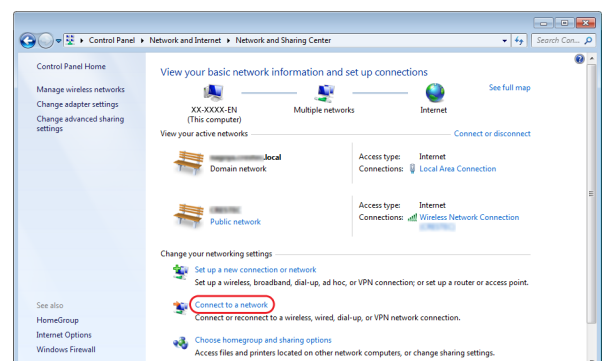 Control Panel ▸ Network and Internet ▸ Network and Sharing Center
Search Con...
Control Panel Home
Manage wireless networks
Change adapter settings
Change advanced sharing
settings
See also
HomeGroup
Internet Options
Windows Firewall
View your basic network information and set up connections
See full map
XX-XXXX-EN
(This computer)
Multiple networks
Internet
View your active networks
Connect or disconnect
.local
Domain network
Access type: Internet
Connections: Local Area Connection
Public network
Access type: Internet
Connections: Wireless Network Connection
Change your networking settings
Set up a new connection or network
Set up a wireless, broadband, dial-up, ad hoc, or VPN connection; or set up a router or access point.
Connect to a network
Connect or reconnect to a wireless, wired, dial-up, or VPN network connection.
Choose homegroup and sharing options
Access files and printers located on other network computers, or change sharing settings.